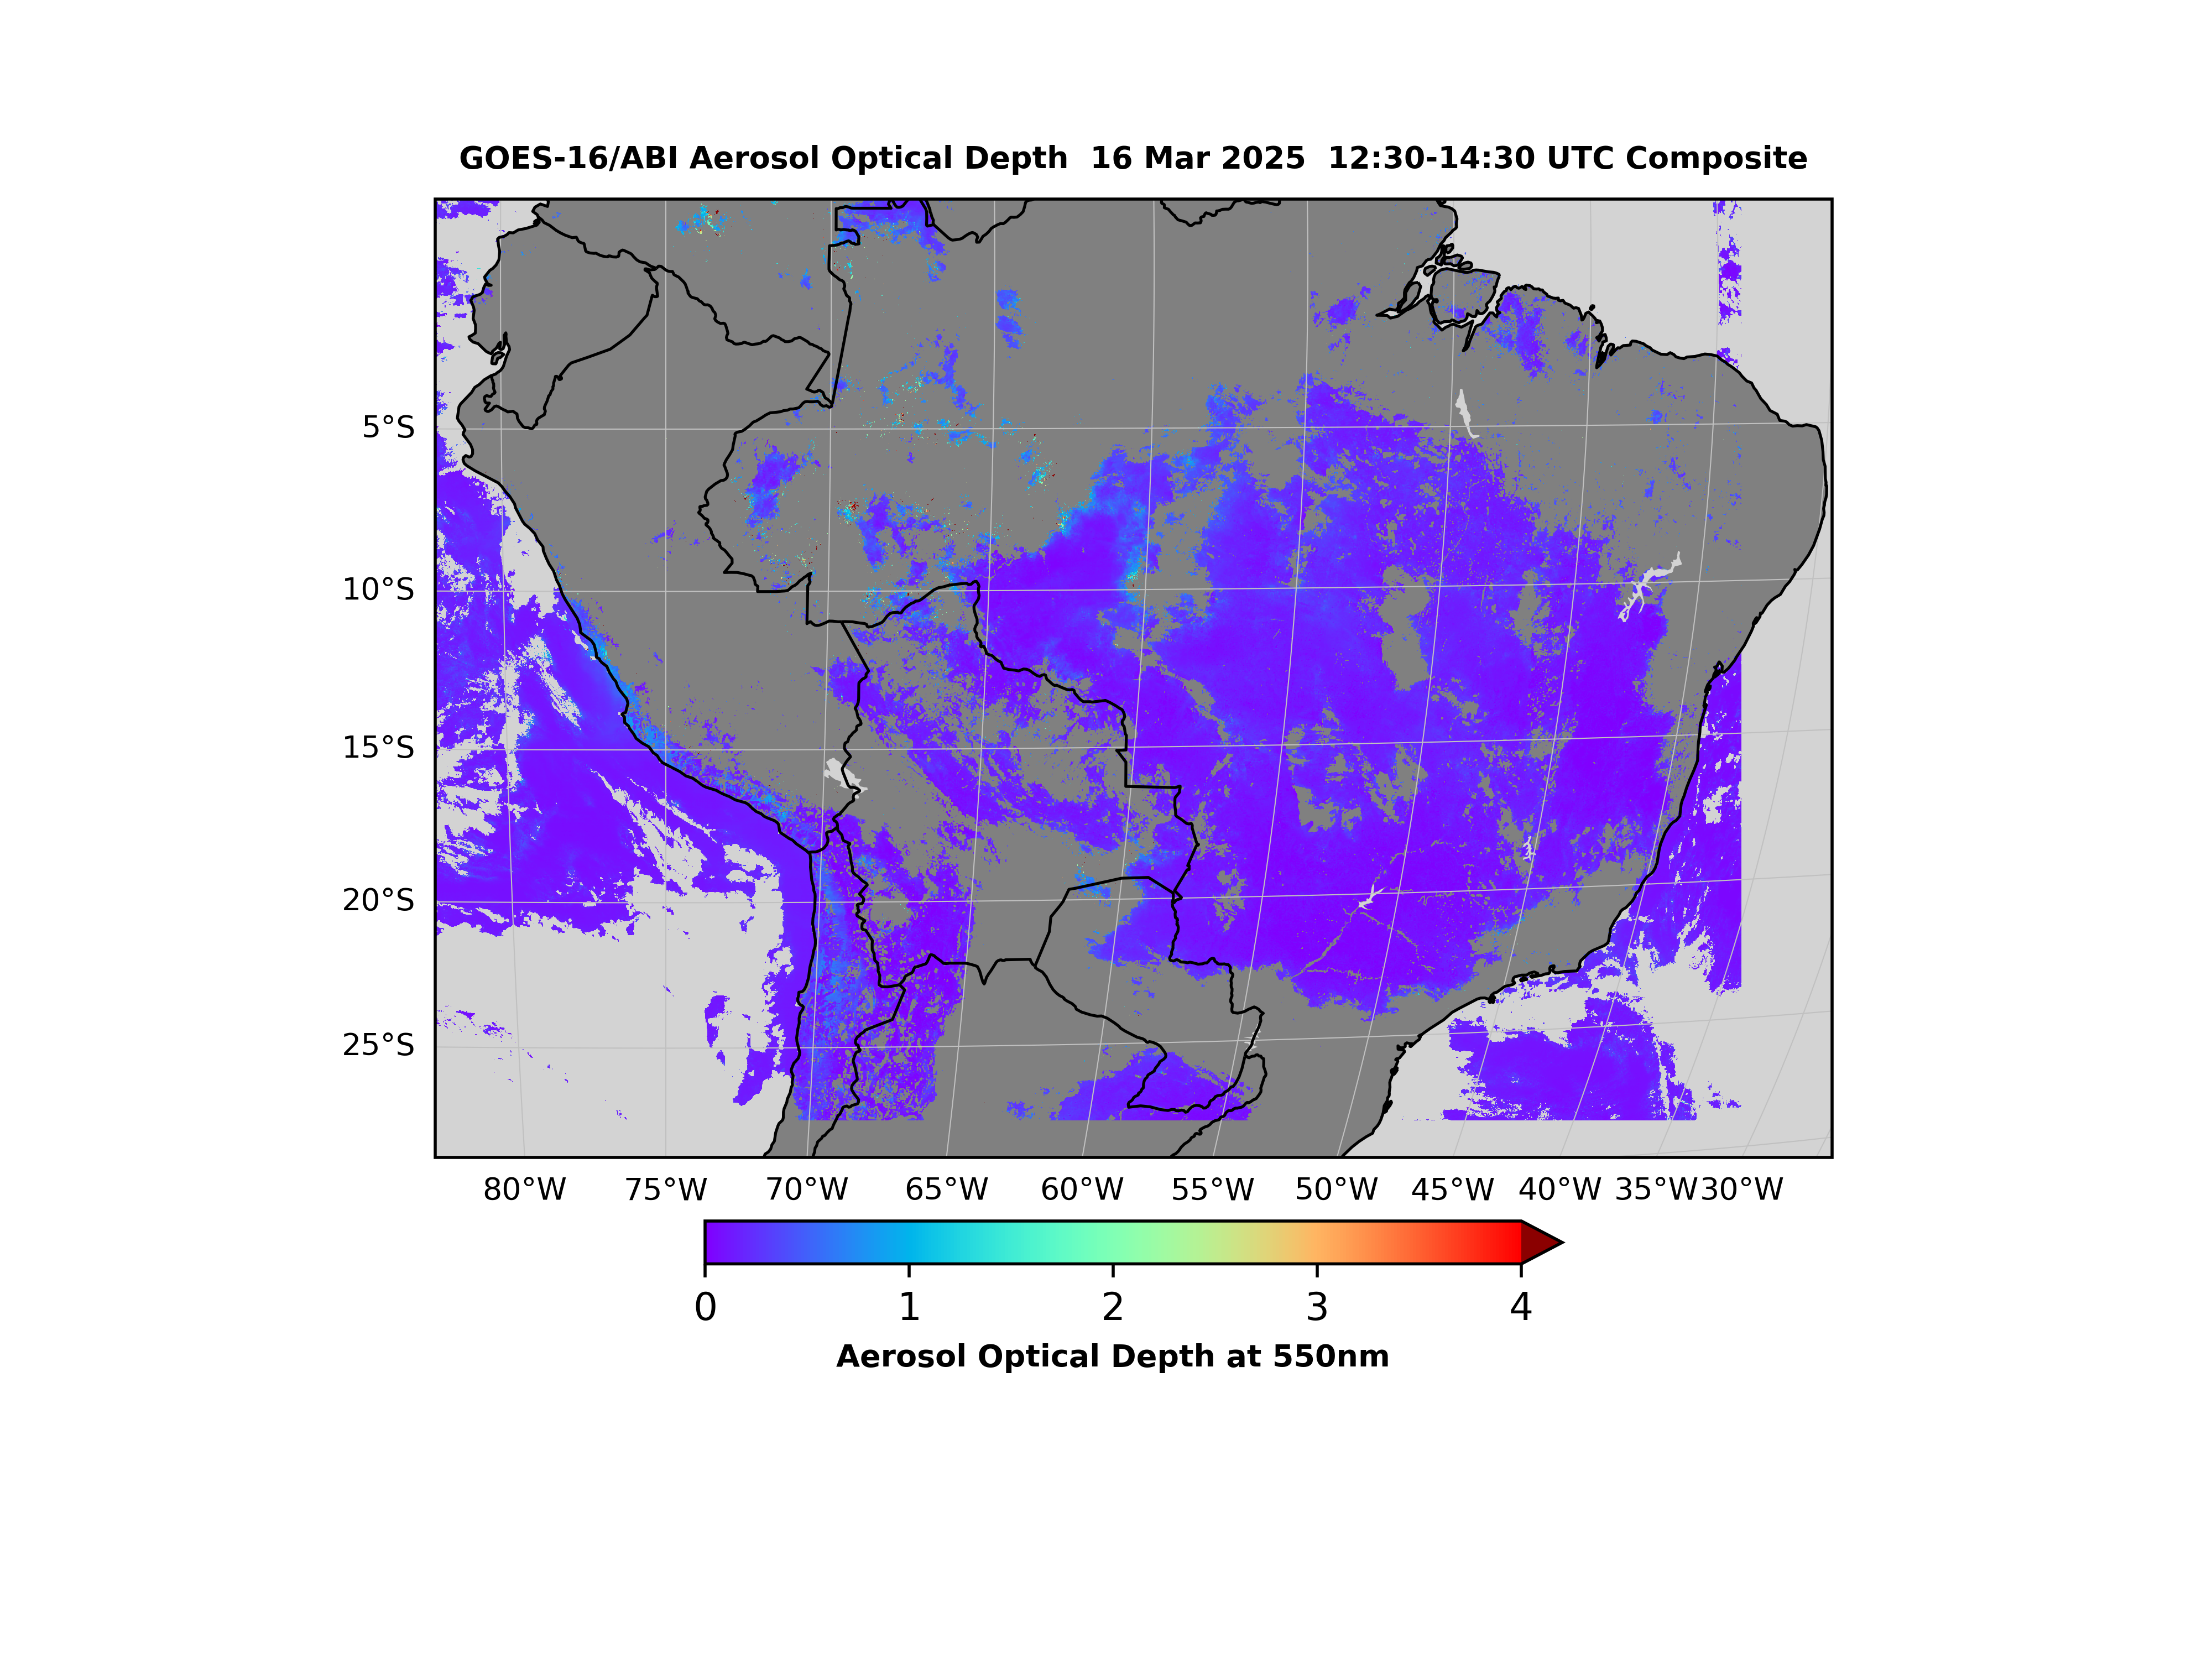 GOES-16/ABI Aerosol Optical Depth  16 Mar 2025  12:30-14:30 UTC Composite
5°S
10°S
15°S
20°S
25°S
80°W 75°W 70°W 65°W 60°W 55°W 50°W 45°W 40°W 35°W 30°W
0 1 2 3 4
Aerosol Optical Depth at 550nm